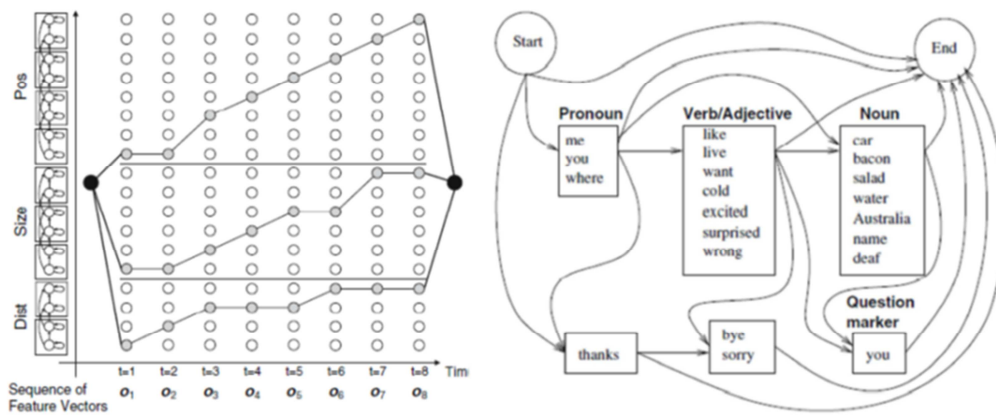 Pos
Size
Dist
t=1 t=2 t=3 t=4 t=5 t=6 t=7 t=8 Tim
Sequence of
Feature Vectors
o1 o2 o3 o4 o5 o6 o7 o8
Start
End
Pronoun
me
you
where
Verb/Adjective
like
live
want
cold
excited
surprised
wrong
Noun
car
bacon
salad
water
Australia
name
deaf
Question
marker
you
thanks
bye
sorry